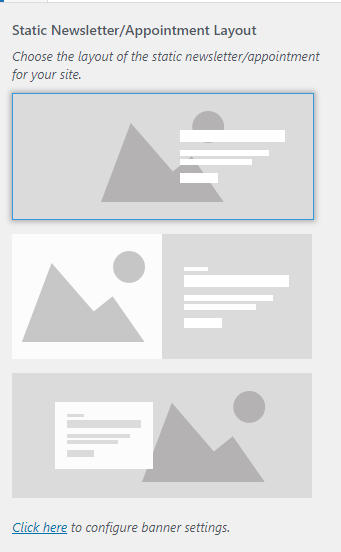 Static Newsletter/Appointment Layout
Choose the layout of the static newsletter/appointment
for your site.
Click here to configure banner settings.